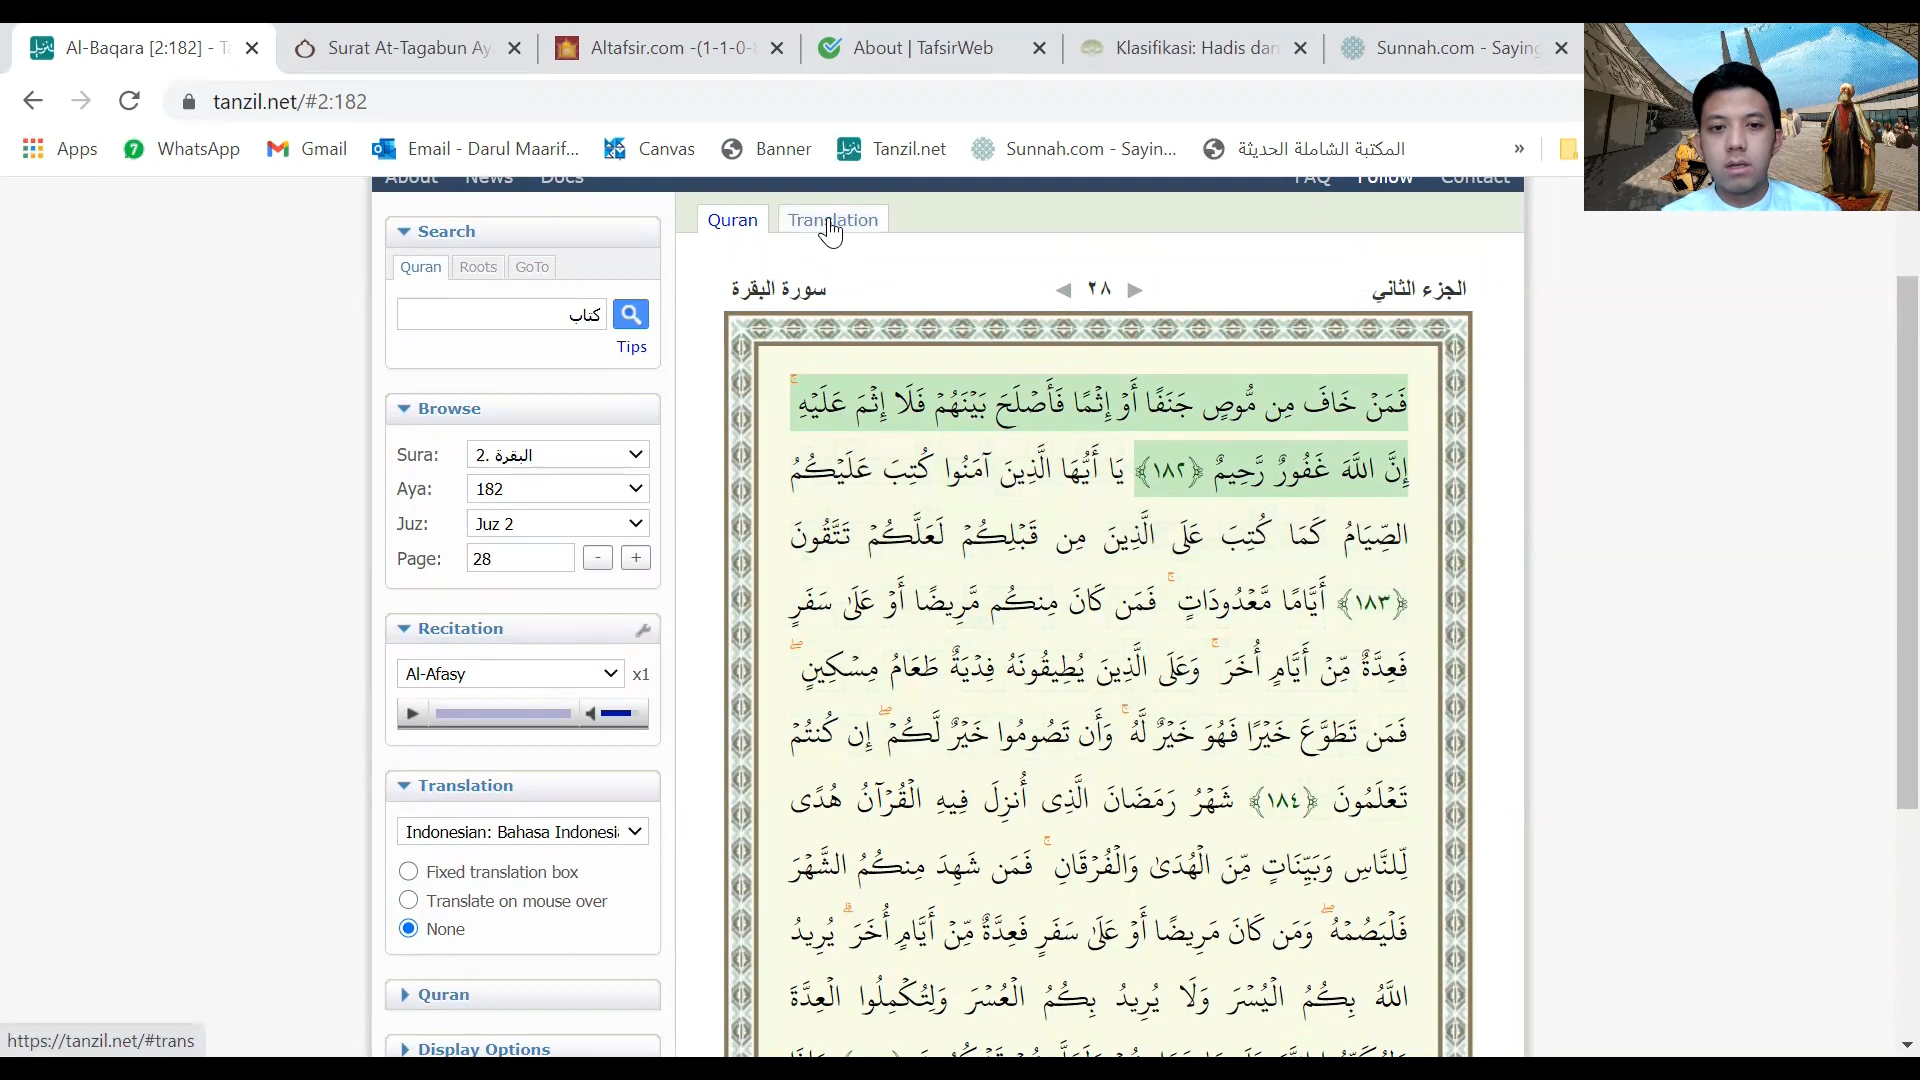 Al-Baqara [2:182] - T
Surat At-Tagabun Ay
Altafsir.com -(1-1-0-
About | TafsirWeb
Klasifikasi: Hadis dan
Sunnah.com - Saying
tanzil.net/#2:182
Apps
WhatsApp
Gmail
Email - Darul Maarif...
Canvas
Banner
Tanzil.net
Sunnah.com - Sayin...
المكتبة الشاملة الحديثة
»
About News Docs
FAQ Follow Contact
Search
Quran Roots GoTo
كتاب
Tips
Browse
Sura: 2. البقرة
Aya: 182
Juz: Juz 2
Page: 28 - +
Recitation
Al-Afasy x1
Translation
Indonesian: Bahasa Indonesi
Fixed translation box
Translate on mouse over
None
Quran
Display Options
Quran Translation
الجزء الثاني ٢٨ سورة البقرة
فَمَنْ خَافَ مِن مُّوصٍ جَنَفًا أَوْ إِثْمًا فَأَصْلَحَ بَيْنَهُمْ فَلَا إِثْمَ عَلَيْهِ ۚ
إِنَّ اللَّهَ غَفُورٌ رَّحِيمٌ ﴿١٨٢﴾ يَا أَيُّهَا الَّذِينَ آمَنُوا كُتِبَ عَلَيْكُمُ
الصِّيَامُ كَمَا كُتِبَ عَلَى الَّذِينَ مِن قَبْلِكُمْ لَعَلَّكُمْ تَتَّقُونَ
﴿١٨٣﴾ أَيَّامًا مَّعْدُودَاتٍ ۚ فَمَن كَانَ مِنكُم مَّرِيضًا أَوْ عَلَىٰ سَفَرٍ
فَعِدَّةٌ مِّنْ أَيَّامٍ أُخَرَ ۚ وَعَلَى الَّذِينَ يُطِيقُونَهُ فِدْيَةٌ طَعَامُ مِسْكِينٍ ۖ
فَمَن تَطَوَّعَ خَيْرًا فَهُوَ خَيْرٌ لَّهُ ۚ وَأَن تَصُومُوا خَيْرٌ لَّكُمْ ۖ إِن كُنتُمْ
تَعْلَمُونَ ﴿١٨٤﴾ شَهْرُ رَمَضَانَ الَّذِي أُنزِلَ فِيهِ الْقُرْآنُ هُدًى
لِّلنَّاسِ وَبَيِّنَاتٍ مِّنَ الْهُدَىٰ وَالْفُرْقَانِ ۚ فَمَن شَهِدَ مِنكُمُ الشَّهْرَ
فَلْيَصُمْهُ ۖ وَمَن كَانَ مَرِيضًا أَوْ عَلَىٰ سَفَرٍ فَعِدَّةٌ مِّنْ أَيَّامٍ أُخَرَ ۗ يُرِيدُ
اللَّهُ بِكُمُ الْيُسْرَ وَلَا يُرِيدُ بِكُمُ الْعُسْرَ وَلِتُكْمِلُوا الْعِدَّةَ
https://tanzil.net/#trans